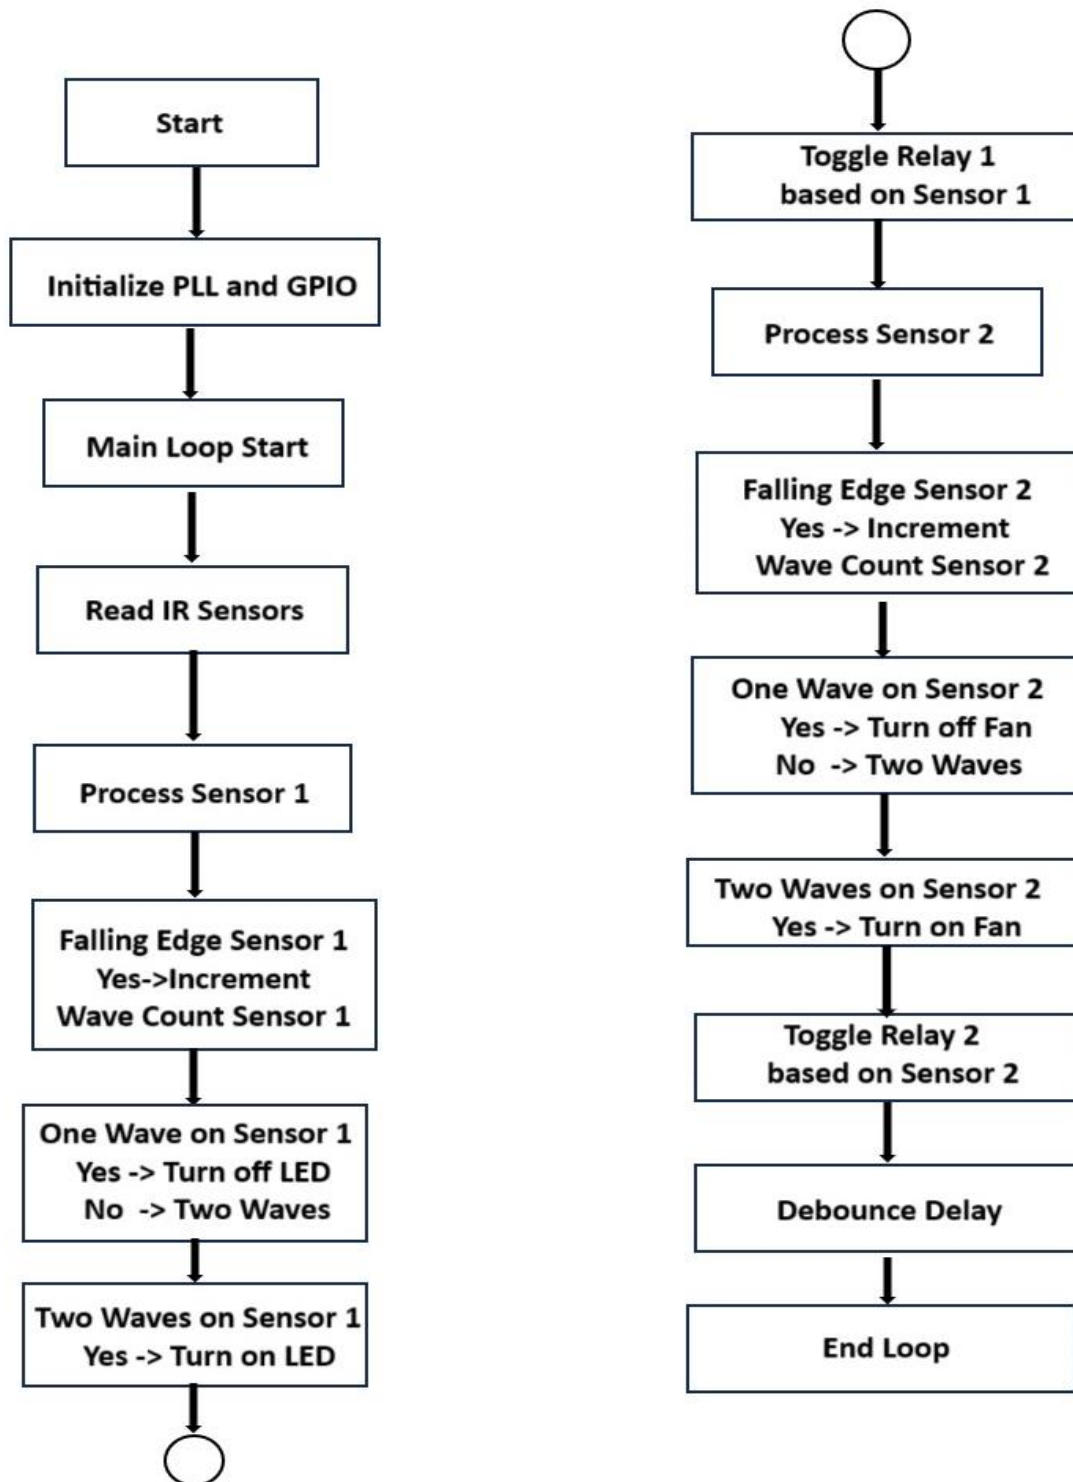 Start
Initialize PLL and GPIO
Main Loop Start
Read IR Sensors
Process Sensor 1
Falling Edge Sensor 1
Yes->Increment
Wave Count Sensor 1
One Wave on Sensor 1
Yes -> Turn off LED
No -> Two Waves
Two Waves on Sensor 1
Yes -> Turn on LED
Toggle Relay 1
based on Sensor 1
Process Sensor 2
Falling Edge Sensor 2
Yes -> Increment
Wave Count Sensor 2
One Wave on Sensor 2
Yes -> Turn off Fan
No -> Two Waves
Two Waves on Sensor 2
Yes -> Turn on Fan
Toggle Relay 2
based on Sensor 2
Debounce Delay
End Loop